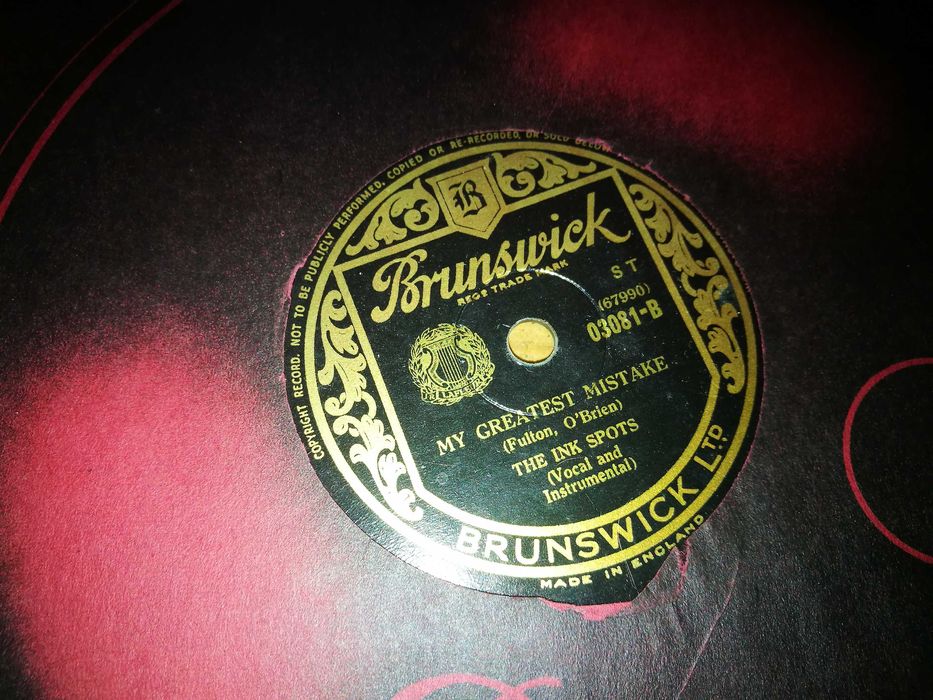 COPYRIGHT RECORD. NOT TO BE PUBLICLY PERFORMED, COPIED OR RE-RECORDED, OR SOLD BELOW
B
Brunswick
REGD TRADE MARK
S T
(67990)
03081-B
MY GREATEST MISTAKE
(Fulton, O'Brien)
THE INK SPOTS
(Vocal and
Instrumental)
BRUNSWICK LTD
MADE IN ENGLAND